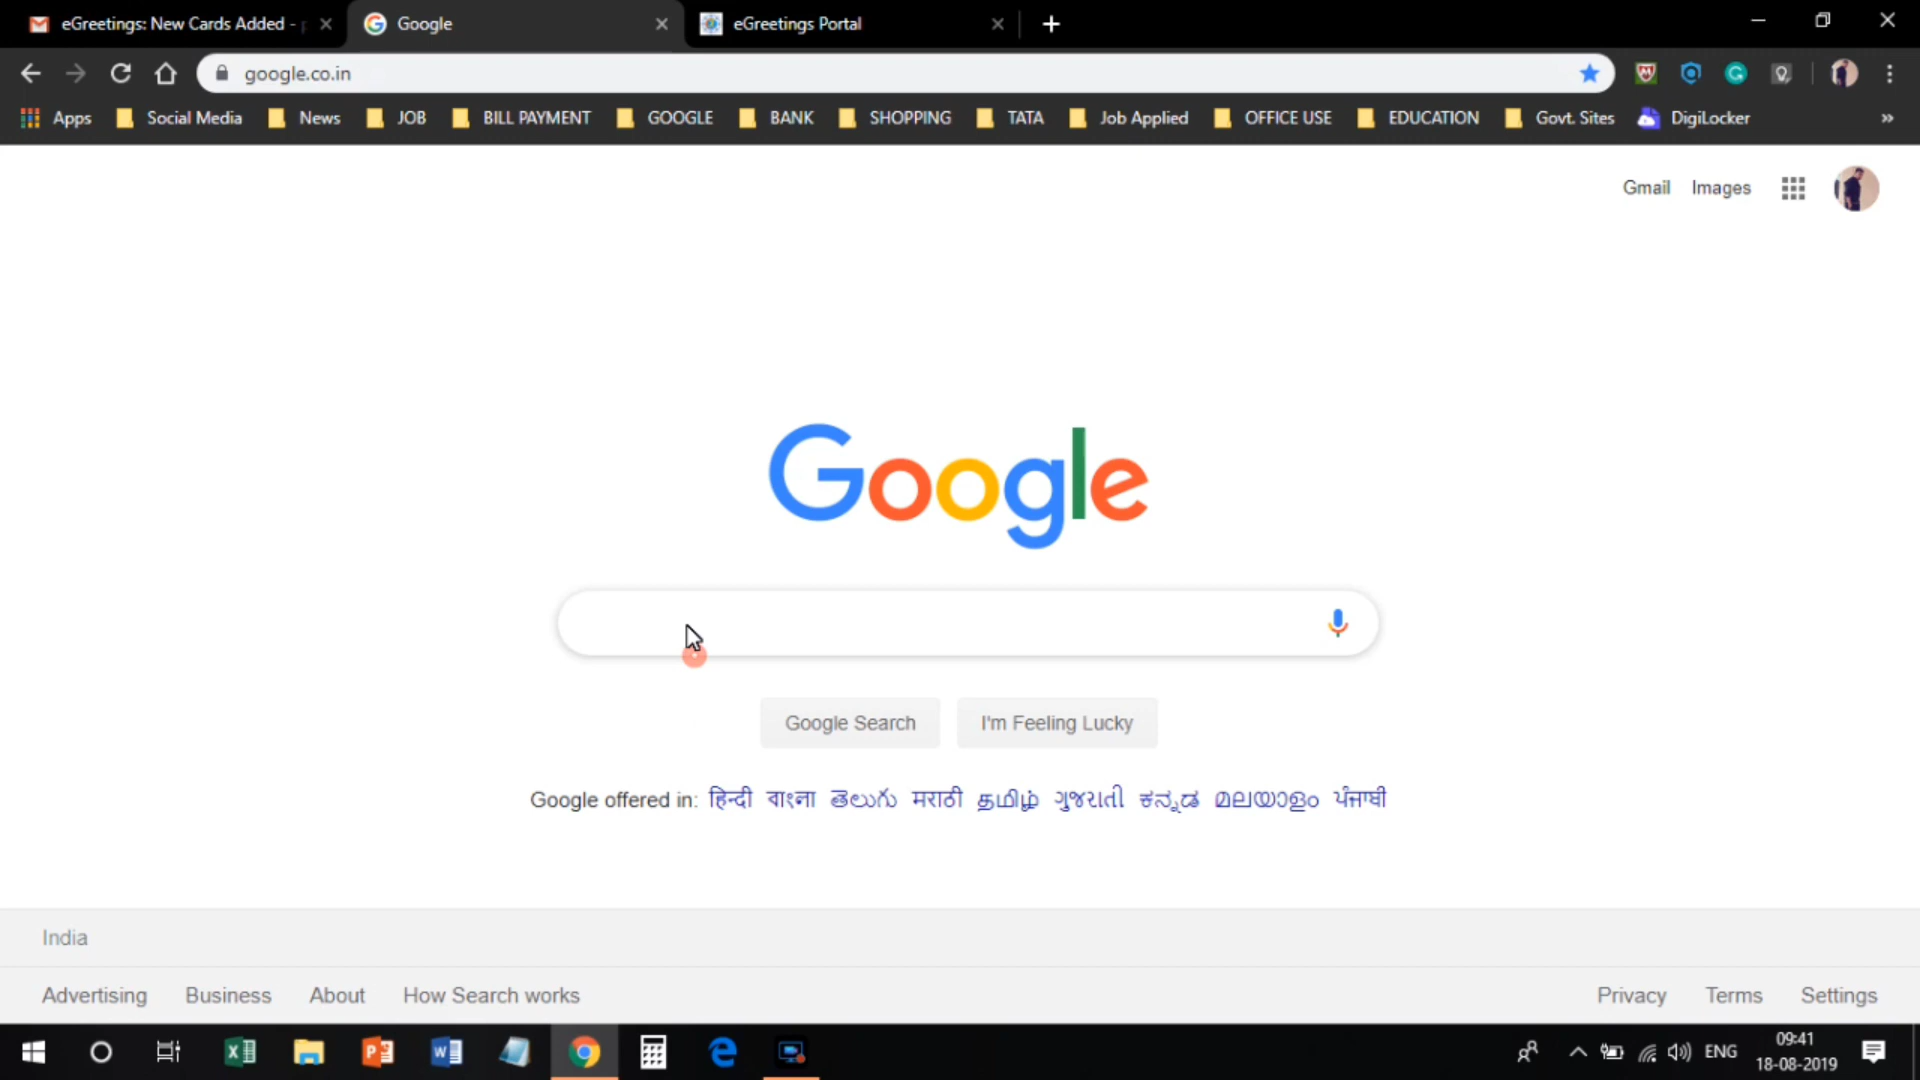 eGreetings: New Cards Added -
Google
eGreetings Portal
google.co.in
Apps Social Media News JOB BILL PAYMENT GOOGLE BANK SHOPPING TATA Job Applied OFFICE USE EDUCATION Govt. Sites DigiLocker »
Gmail Images
Google
Google Search I'm Feeling Lucky
Google offered in: हिन्दी বাংলা తెలుగు मराठी தமிழ் ગુજરાતી ಕನ್ನಡ മലയാളം ਪੰਜਾਬੀ
India
Advertising Business About How Search works Privacy Terms Settings
ENG 09:41
18-08-2019